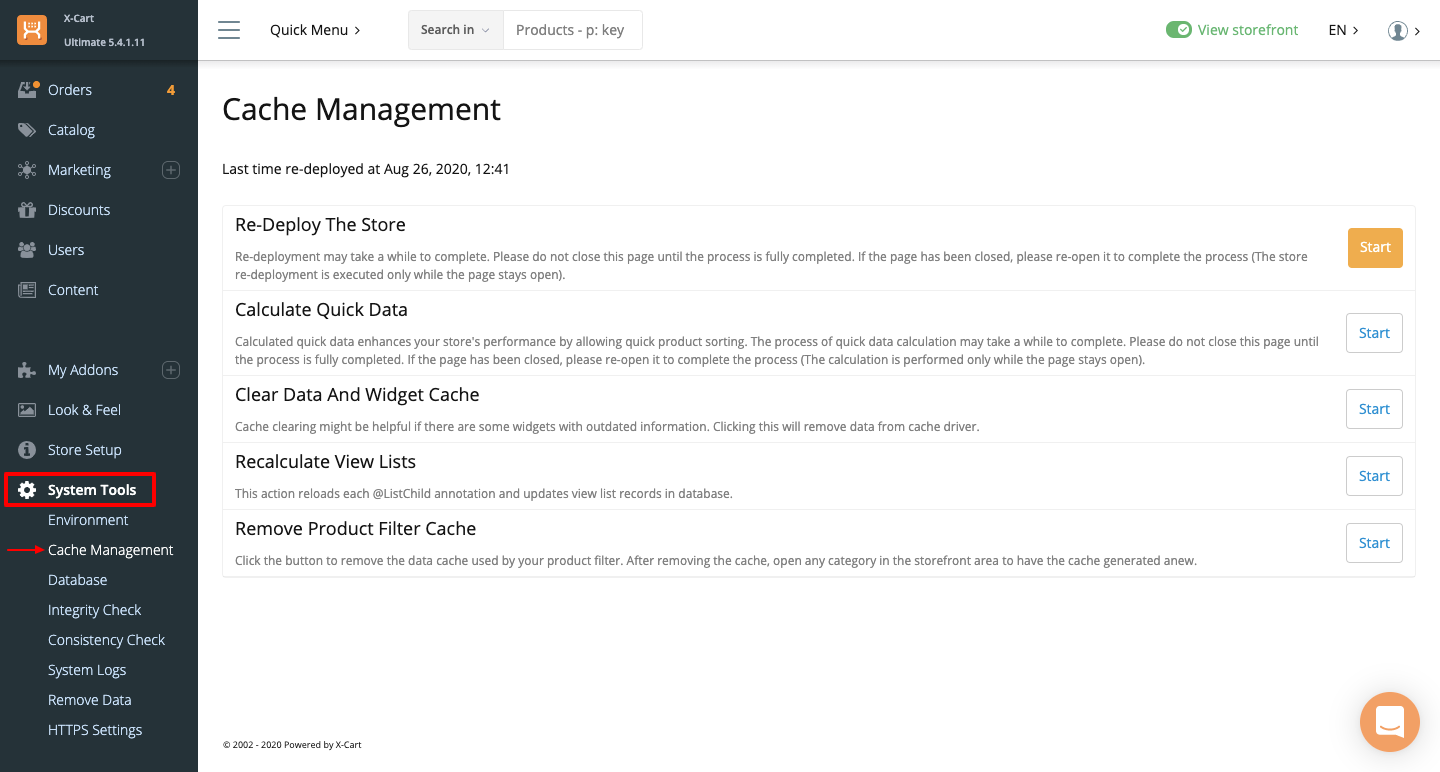 X-Cart
Ultimate 5.4.1.11
Quick Menu
Search in
Products - p: key
View storefront
EN
Orders
4
Catalog
Marketing
Discounts
Users
Content
My Addons
Look & Feel
Store Setup
System Tools
Environment
Cache Management
Database
Integrity Check
Consistency Check
System Logs
Remove Data
HTTPS Settings
Cache Management
Last time re-deployed at Aug 26, 2020, 12:41
Re-Deploy The Store
Re-deployment may take a while to complete. Please do not close this page until the process is fully completed. If the page has been closed, please re-open it to complete the process (The store
re-deployment is executed only while the page stays open).
Start
Calculate Quick Data
Calculated quick data enhances your store's performance by allowing quick product sorting. The process of quick data calculation may take a while to complete. Please do not close this page until
the process is fully completed. If the page has been closed, please re-open it to complete the process (The calculation is performed only while the page stays open).
Start
Clear Data And Widget Cache
Cache clearing might be helpful if there are some widgets with outdated information. Clicking this will remove data from cache driver.
Start
Recalculate View Lists
This action reloads each @ListChild annotation and updates view list records in database.
Start
Remove Product Filter Cache
Click the button to remove the data cache used by your product filter. After removing the cache, open any category in the storefront area to have the cache generated anew.
Start
© 2002 - 2020 Powered by X-Cart